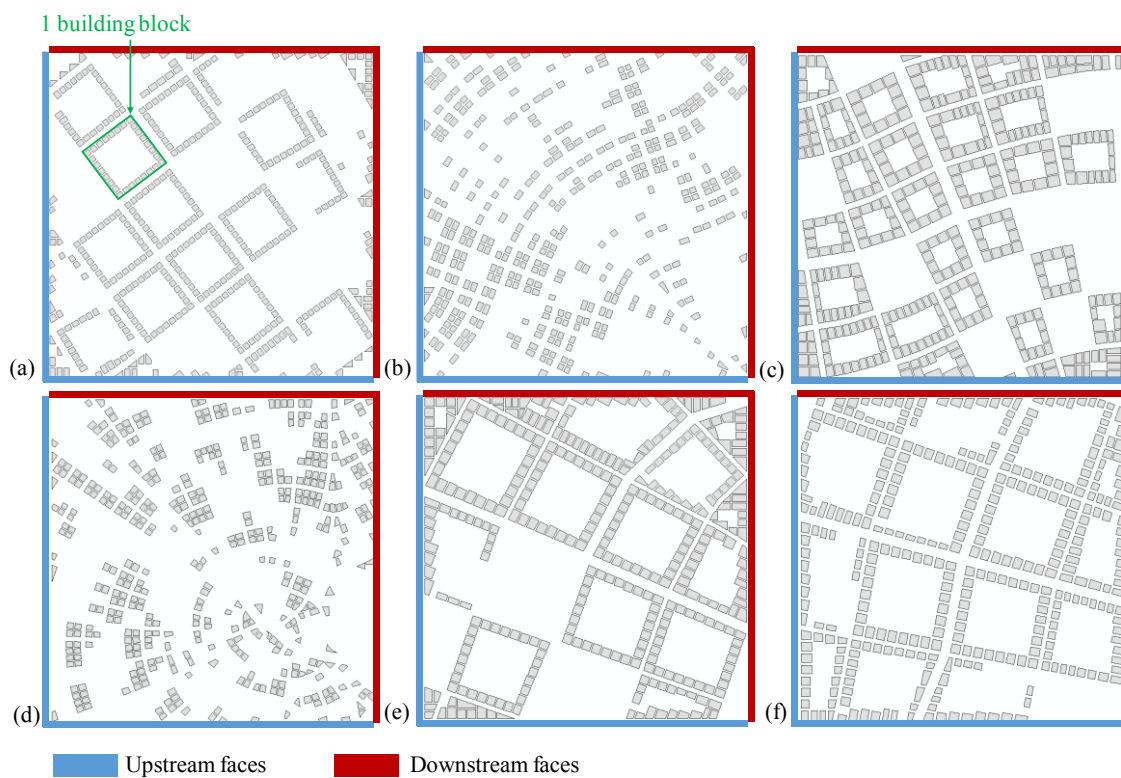 1 building block
(a)
(b)
(c)
(d)
(e)
(f)
Upstream faces
Downstream faces